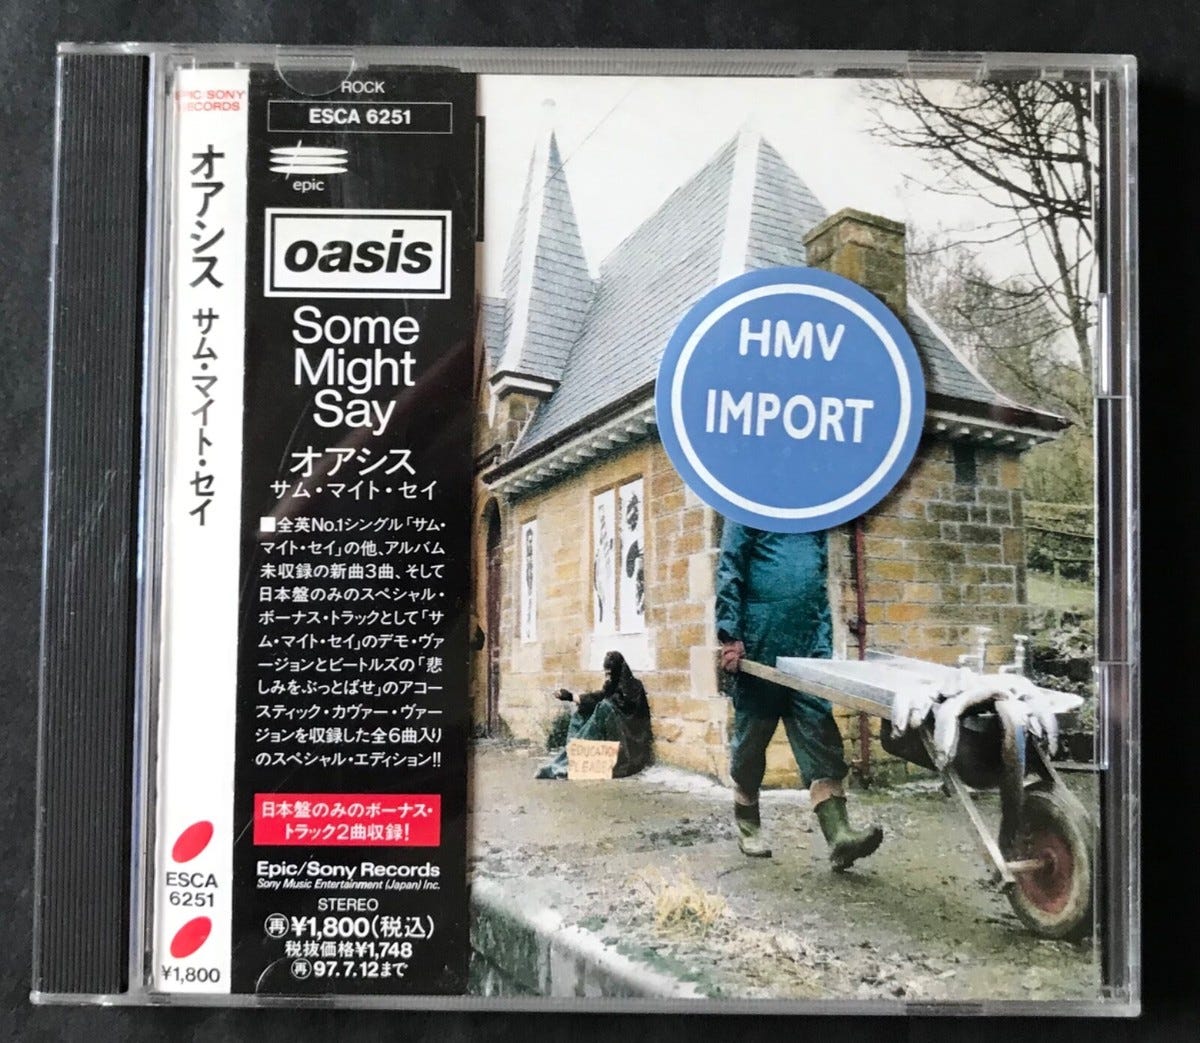 EPIC/SONY
RECORDS
オアシス サム・マイト・セイ
ESCA
6251
¥1,800
ROCK
ESCA 6251
epic
oasis
Some
Might
Say
オアシス
サム・マイト・セイ
■全英No.1シングル「サム・
マイト・セイ」の他、アルバム
未収録の新曲3曲、そして
日本盤のみのスペシャル・
ボーナス・トラックとして「サ
ム・マイト・セイ」のデモ・ヴァ
ージョンとビートルズの「悲
しみをぶっとばせ」のアコー
スティック・カヴァー・ヴァー
ジョンを収録した全6曲入り
のスペシャル・エディション!!
日本盤のみのボーナス・
トラック2曲収録!
Epic/Sony Records
Sony Music Entertainment (Japan) Inc.
STEREO
再¥1,800(税込)
税抜価格¥1,748
再97.7.12まで
HMV
IMPORT
EDUCATION
PLEASE